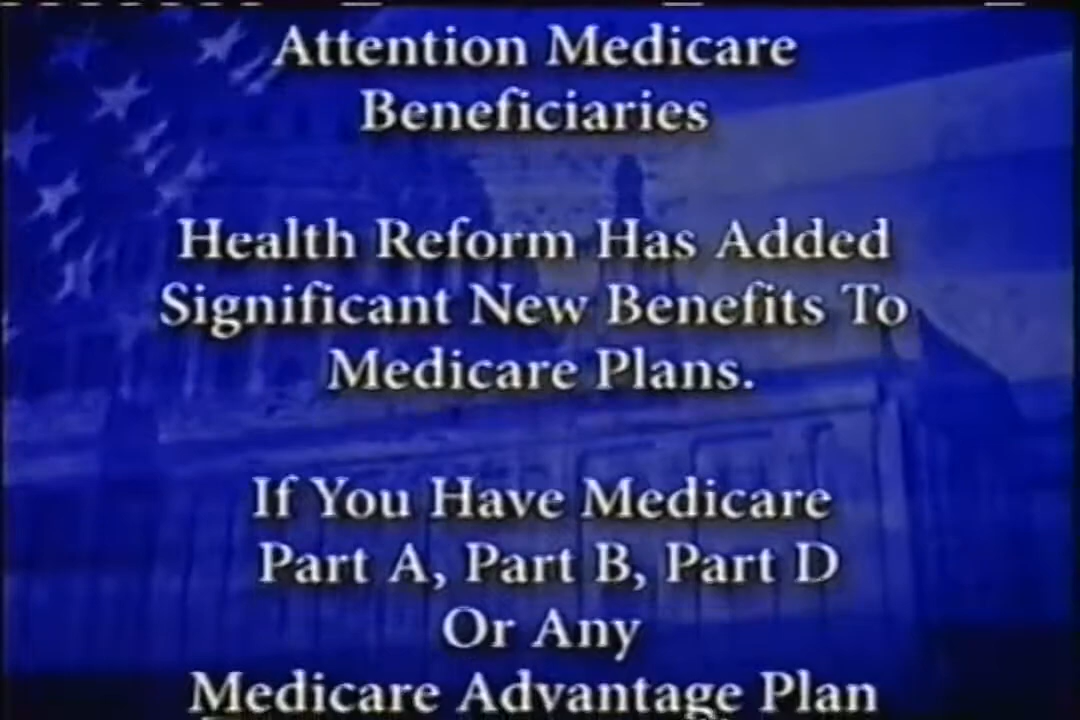 Attention Medicare
Beneficiaries
Health Reform Has Added
Significant New Benefits To
Medicare Plans.
If You Have Medicare
Part A, Part B, Part D
Or Any
Medicare Advantage Plan